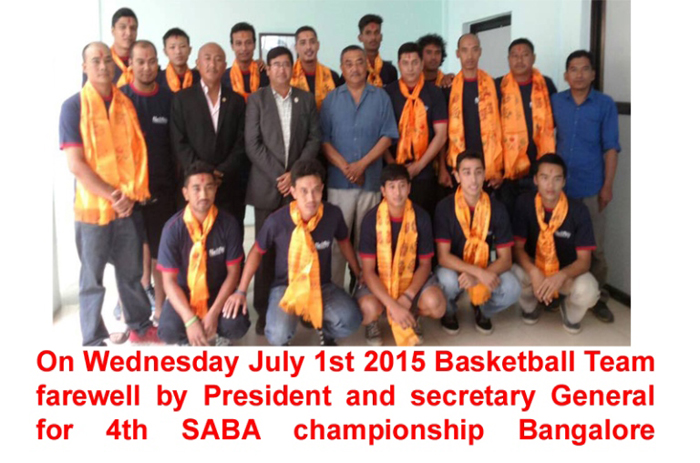 On Wednesday July 1st 2015 Basketball Team
farewell by President and secretary General
for 4th SABA championship Bangalore